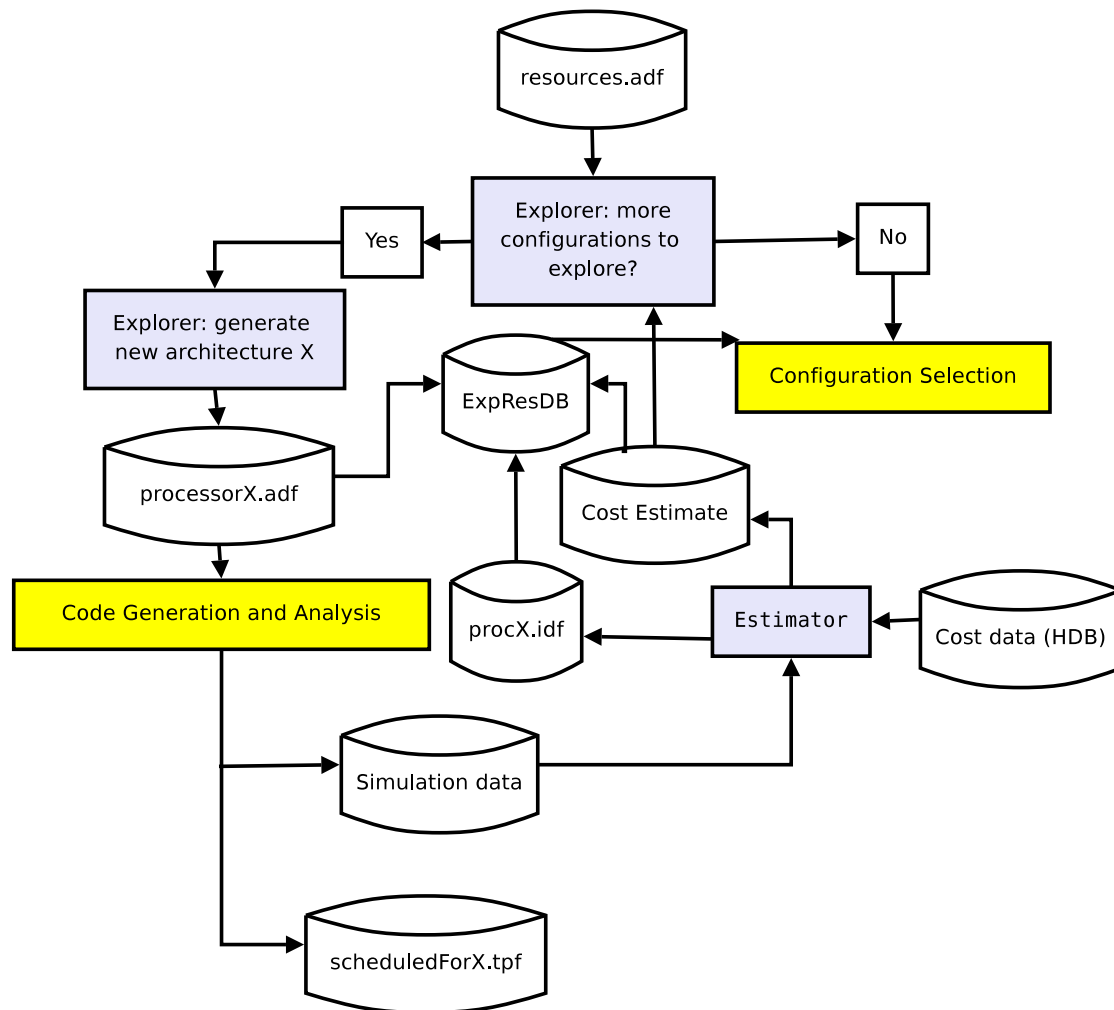 resources.adf
Explorer: more
configurations to
explore?
Yes
No
Explorer: generate
new architecture X
Configuration Selection
ExpResDB
processorX.adf
Cost Estimate
Code Generation and Analysis
procX.idf
Estimator
Cost data (HDB)
Simulation data
scheduledForX.tpf